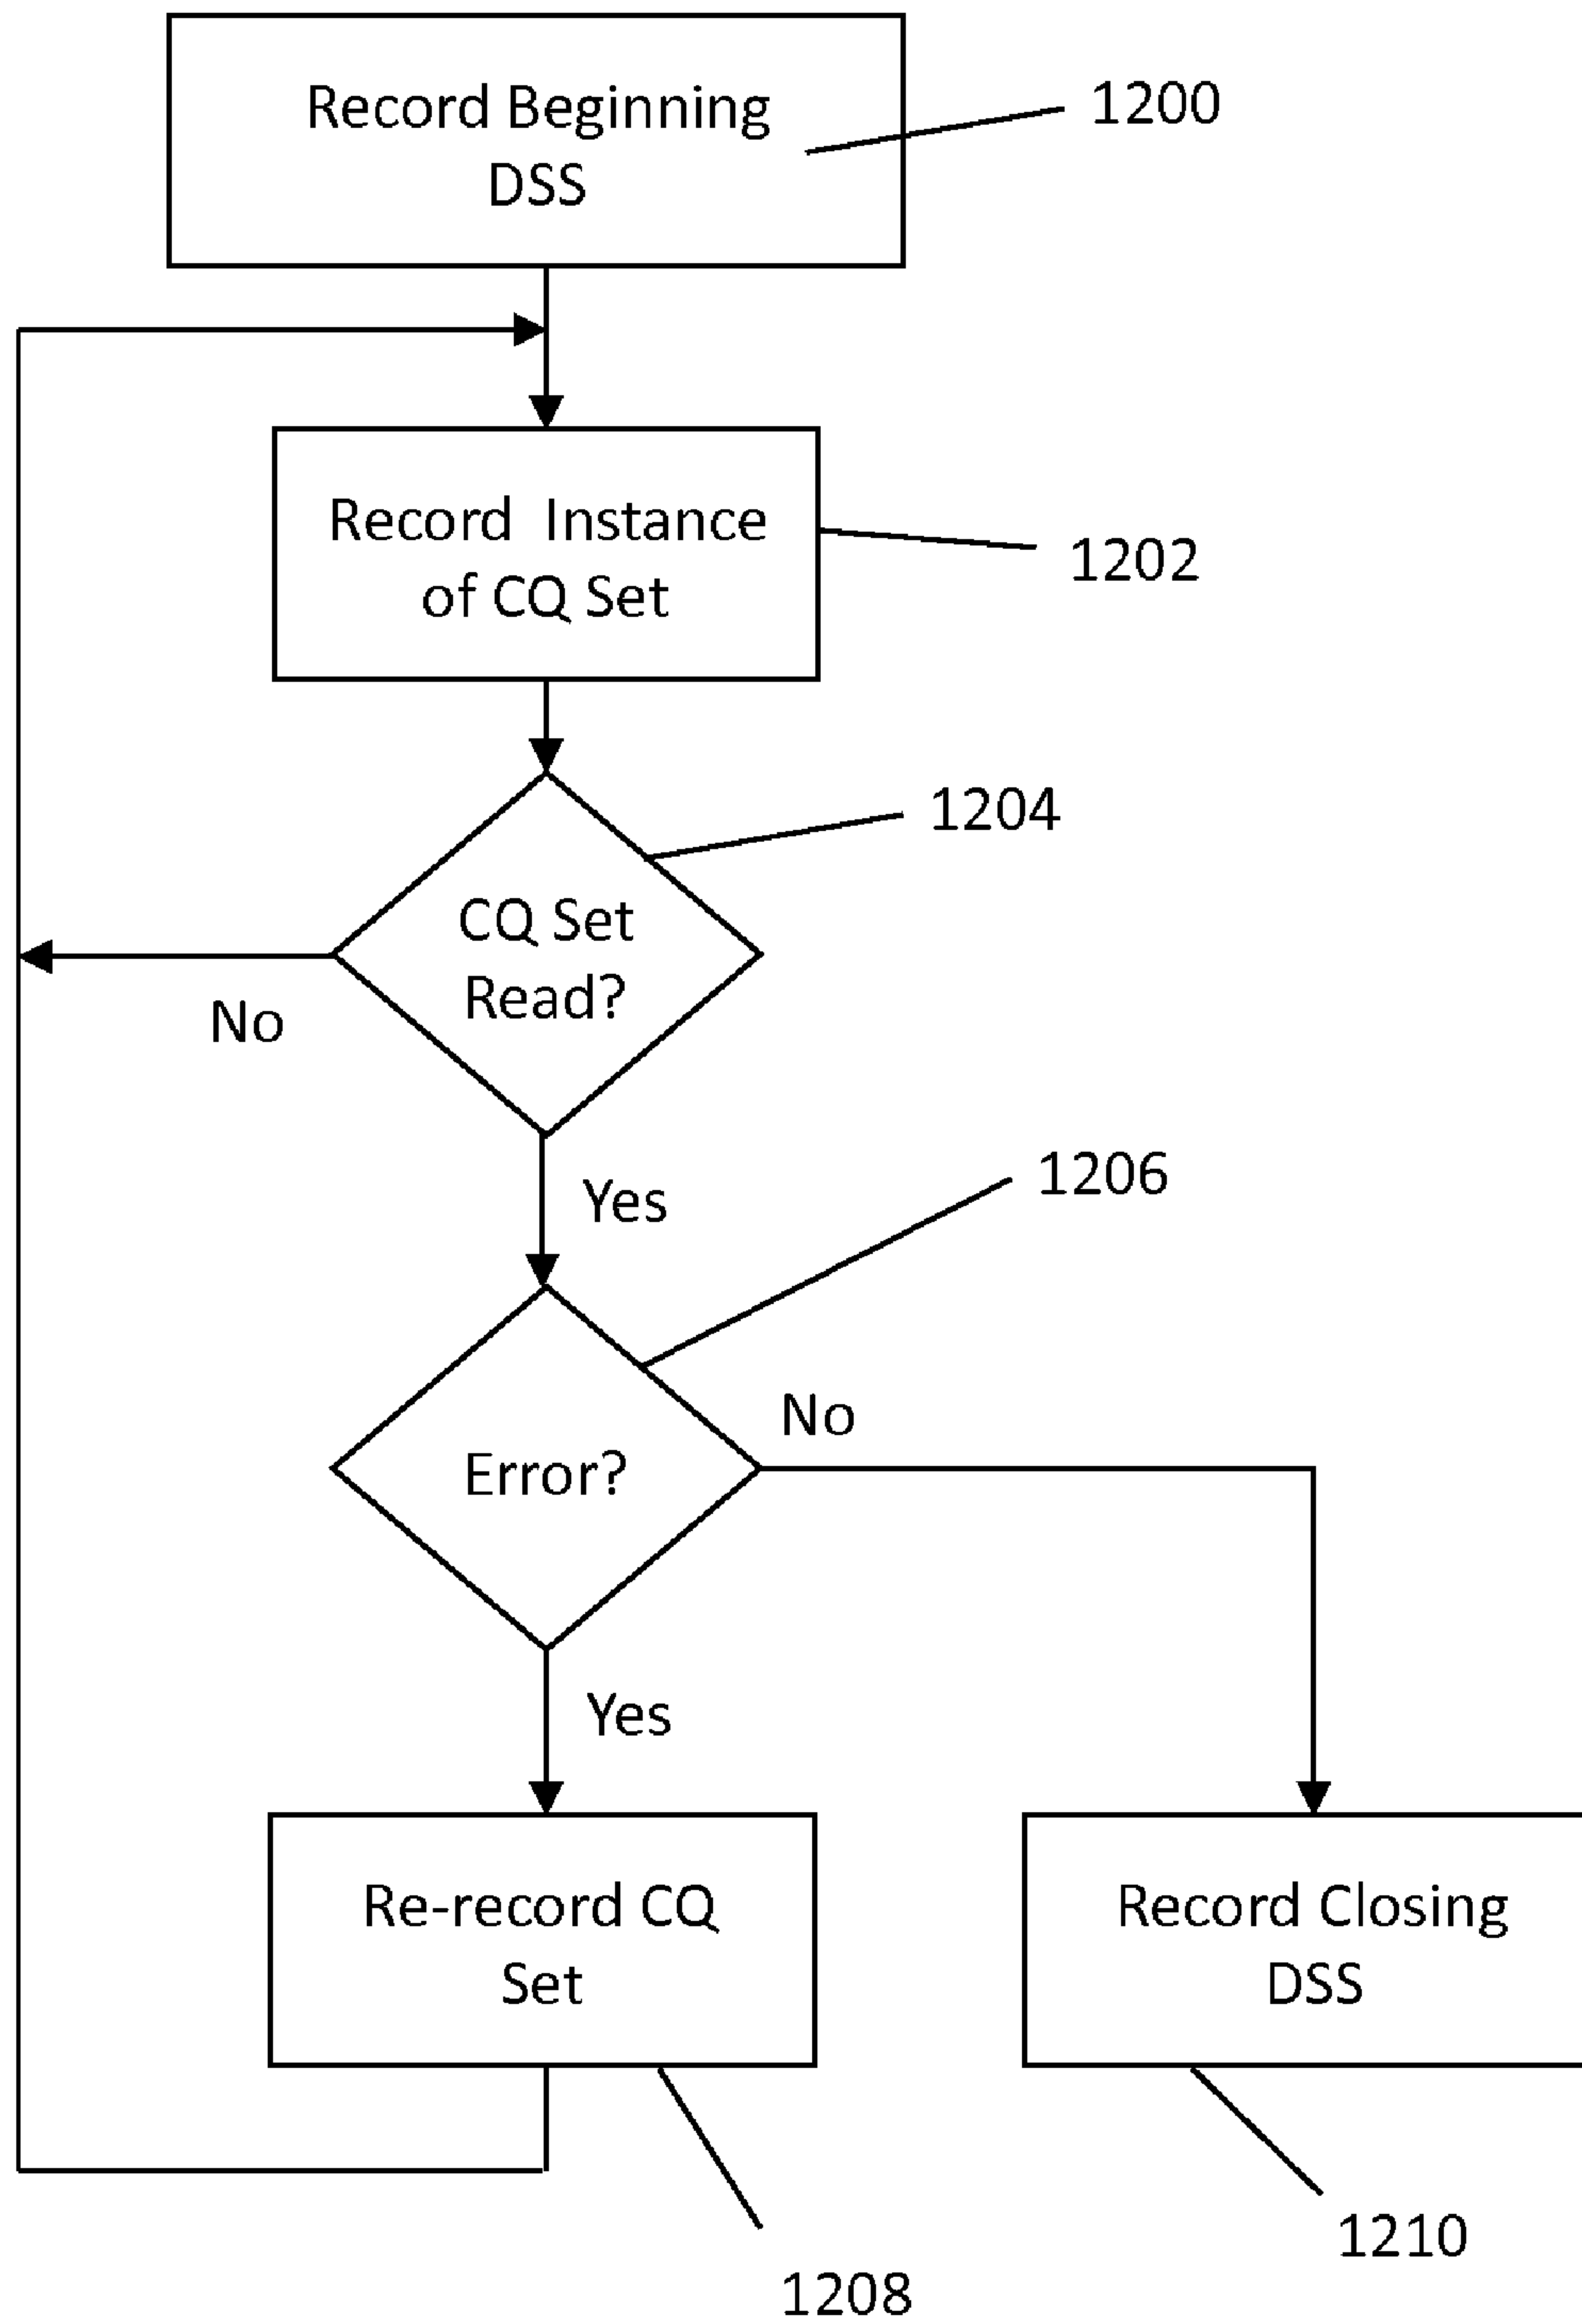 Record Beginning
DSS
1200
Record Instance
of CQ Set
1202
1204
CQ Set
Read?
No
Yes
1206
No
Error?
Yes
Re-record CQ
Set
Record Closing
DSS
1210
1208